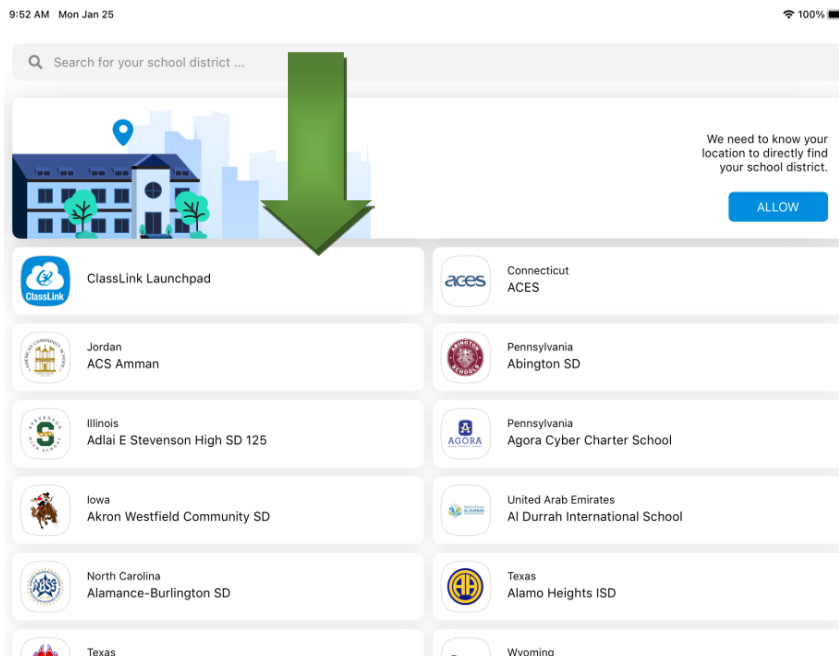 9:52 AM Mon Jan 25
100%
Search for your school district ...
We need to know your
location to directly find
your school district.
ALLOW
ClassLink
ClassLink Launchpad
aces
Connecticut
ACES
Jordan
ACS Amman
ABINGTON
SCHOOLS
Pennsylvania
Abington SD
Illinois
Adlai E Stevenson High SD 125
AGORA
Pennsylvania
Agora Cyber Charter School
Iowa
Akron Westfield Community SD
United Arab Emirates
Al Durrah International School
ABSS
North Carolina
Alamance-Burlington SD
Texas
Alamo Heights ISD
Texas
Wyoming